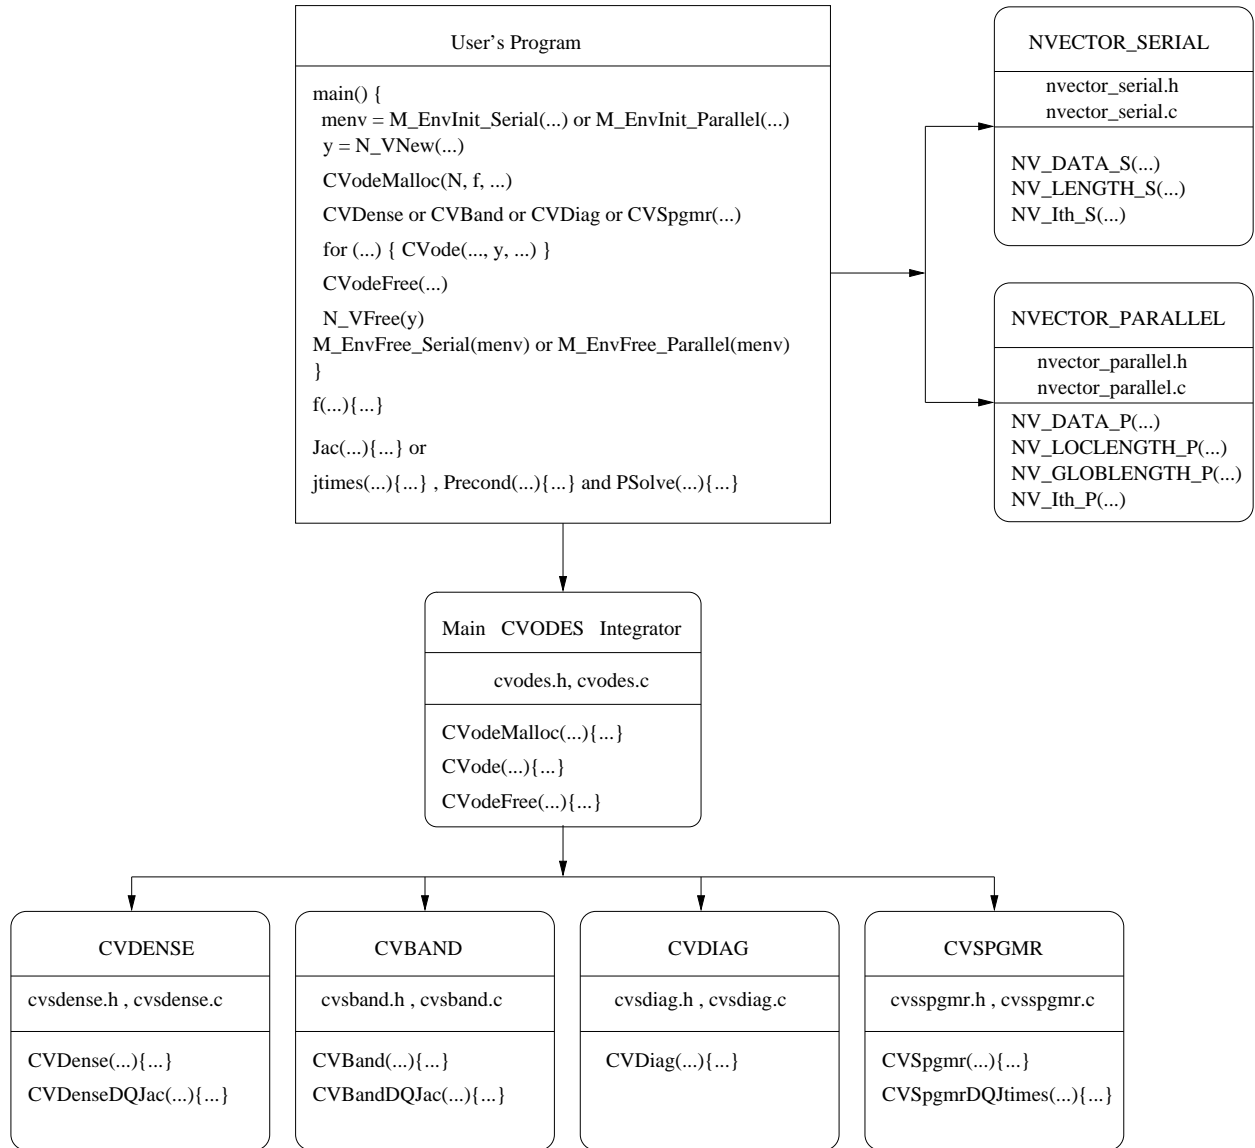 User's Program
main() {
menv = M_EnvInit_Serial(...) or M_EnvInit_Parallel(...)
y = N_VNew(...)
CVodeMalloc(N, f, ...)
CVDense or CVBand or CVDiag or CVSpgmr(...)
for (...) { CVode(..., y, ...) }
CVodeFree(...)
N_VFree(y)
M_EnvFree_Serial(menv) or M_EnvFree_Parallel(menv)
}
f(...){...}
Jac(...){...} or
jtimes(...){...} , Precond(...){...} and PSolve(...){...}
NVECTOR_SERIAL
nvector_serial.h
nvector_serial.c
NV_DATA_S(...)
NV_LENGTH_S(...)
NV_Ith_S(...)
NVECTOR_PARALLEL
nvector_parallel.h
nvector_parallel.c
NV_DATA_P(...)
NV_LOCLENGTH_P(...)
NV_GLOBLENGTH_P(...)
NV_Ith_P(...)
Main CVODES Integrator
cvodes.h, cvodes.c
CVodeMalloc(...){...}
CVode(...){...}
CVodeFree(...){...}
CVDENSE
cvsdense.h , cvsdense.c
CVDense(...){...}
CVDenseDQJac(...){...}
CVBAND
cvsband.h , cvsband.c
CVBand(...){...}
CVBandDQJac(...){...}
CVDIAG
cvsdiag.h , cvsdiag.c
CVDiag(...){...}
CVSPGMR
cvsspgmr.h , cvsspgmr.c
CVSpgmr(...){...}
CVSpgmrDQJtimes(...){...}